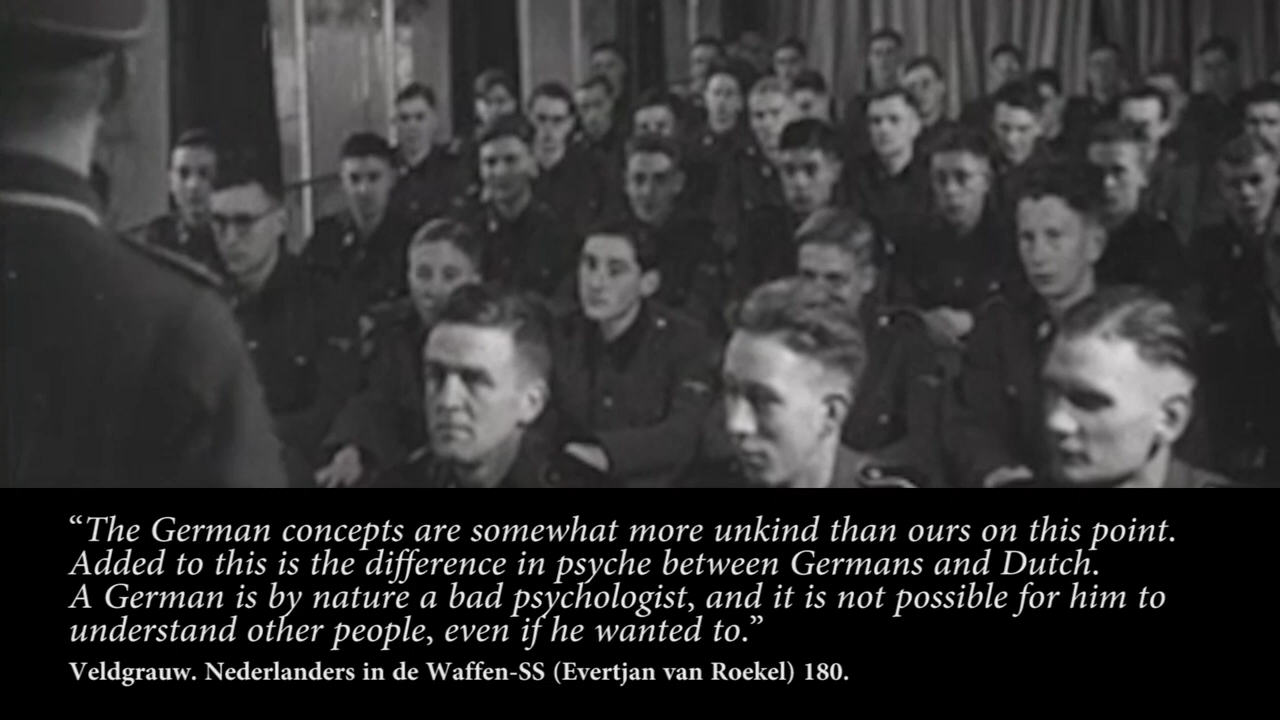 “The German concepts are somewhat more unkind than ours on this point.
Added to this is the difference in psyche between Germans and Dutch.
A German is by nature a bad psychologist, and it is not possible for him to
understand other people, even if he wanted to.”
Veldgrauw. Nederlanders in de Waffen-SS (Evertjan van Roekel) 180.